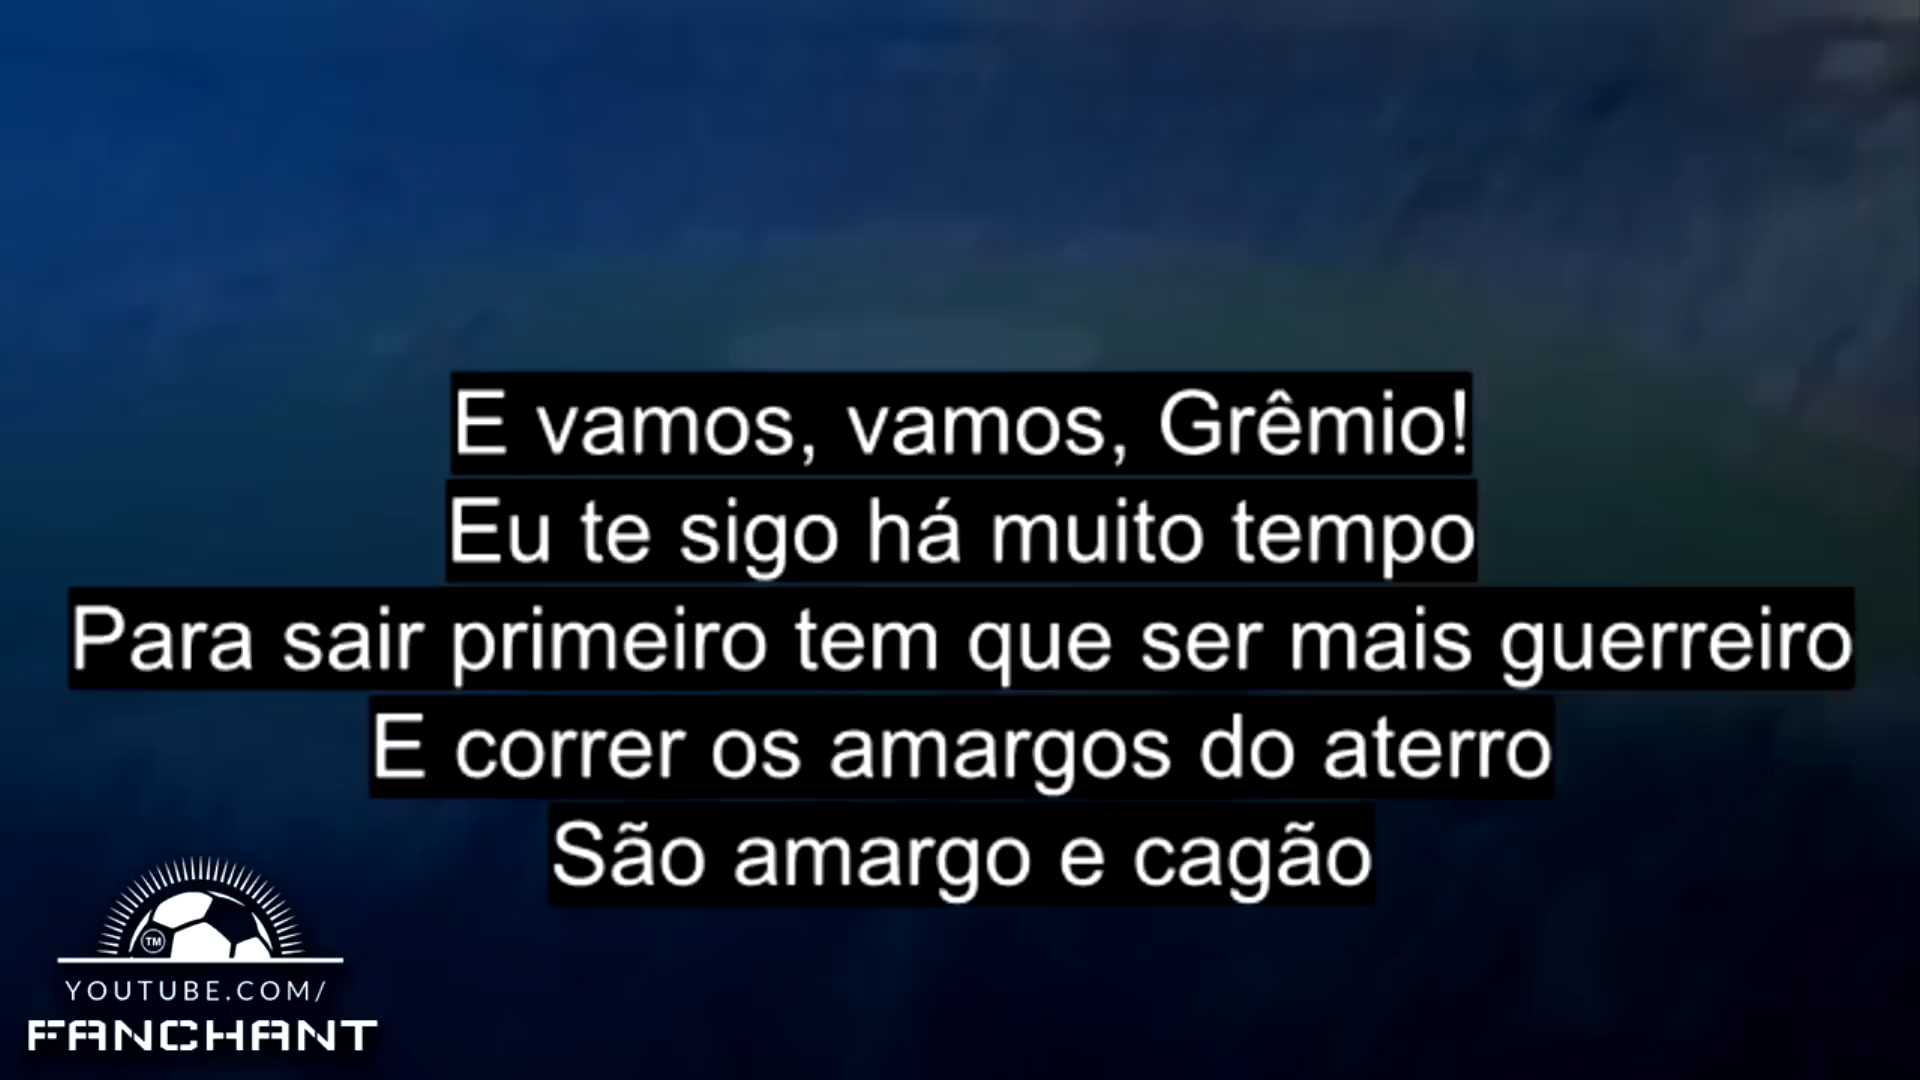 E vamos, vamos, Grêmio!
Eu te sigo há muito tempo
Para sair primeiro tem que ser mais guerreiro
E correr os amargos do aterro
São amargo e cagão
TM
YOUTUBE.COM/
FANCHANT